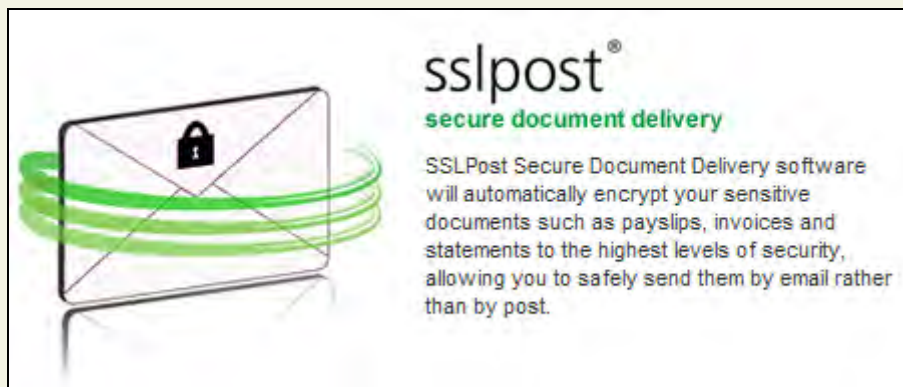 sslpost®
secure document delivery
SSLPost Secure Document Delivery software
will automatically encrypt your sensitive
documents such as payslips, invoices and
statements to the highest levels of security,
allowing you to safely send them by email rather
than by post.